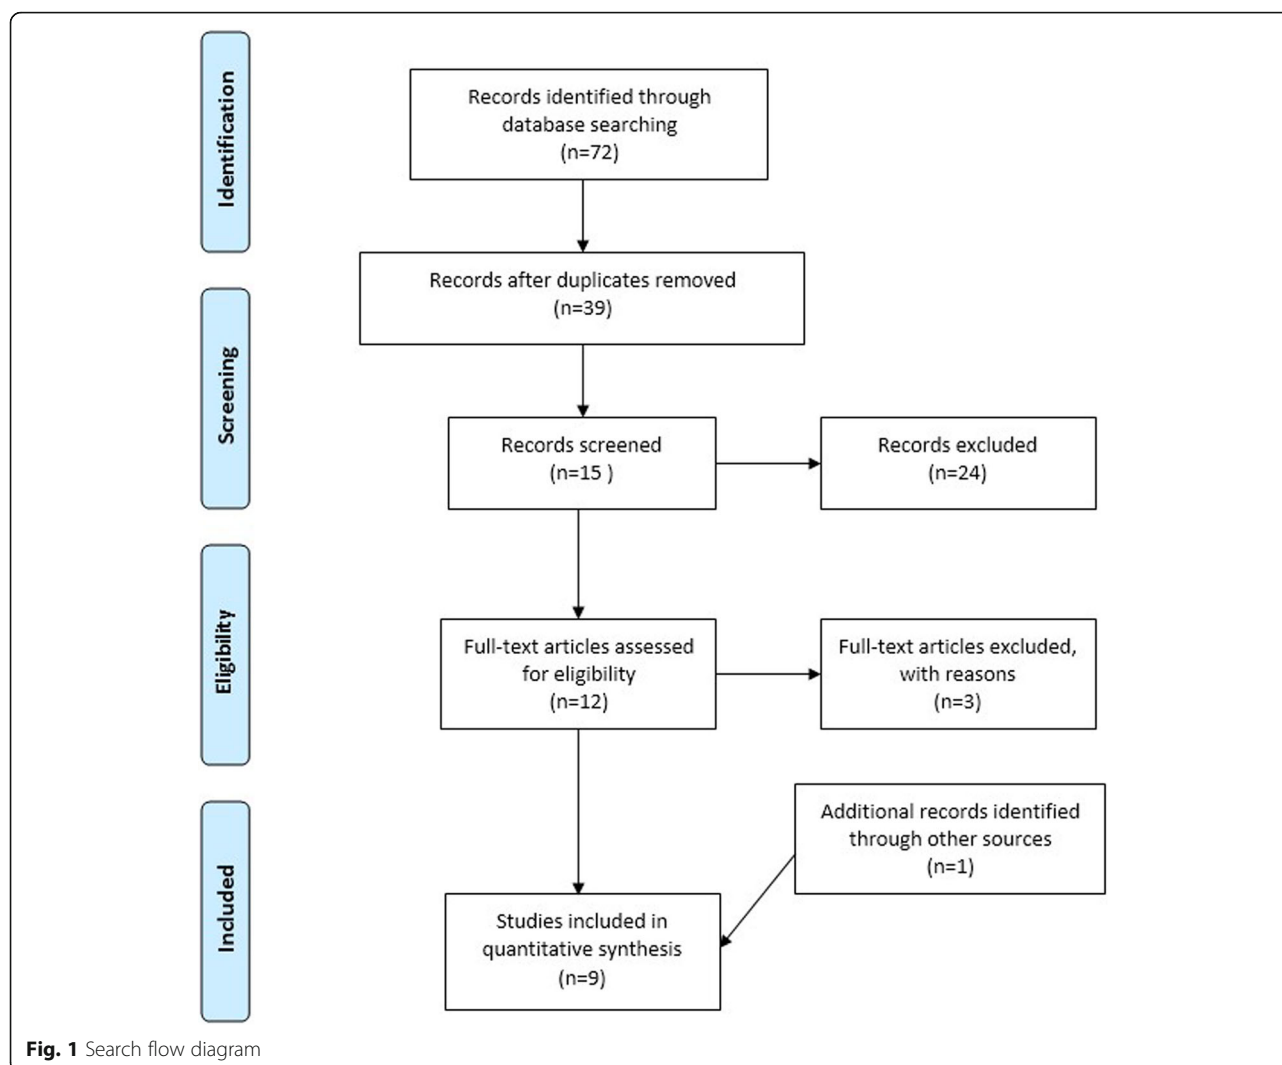 Identification
Records identified through
database searching
(n=72)
Records after duplicates removed
(n=39)
Screening
Records screened
(n=15 )
Records excluded
(n=24)
Eligibility
Full-text articles assessed
for eligibility
(n=12)
Full-text articles excluded,
with reasons
(n=3)
Additional records identified
through other sources
(n=1)
Included
Studies included in
quantitative synthesis
(n=9)
Fig. 1 Search flow diagram